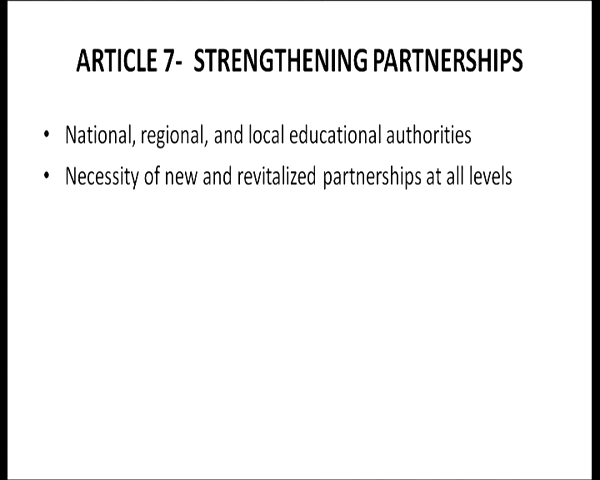 ARTICLE 7- STRENGTHENING PARTNERSHIPS
• National, regional, and local educational authorities
• Necessity of new and revitalized partnerships at all levels